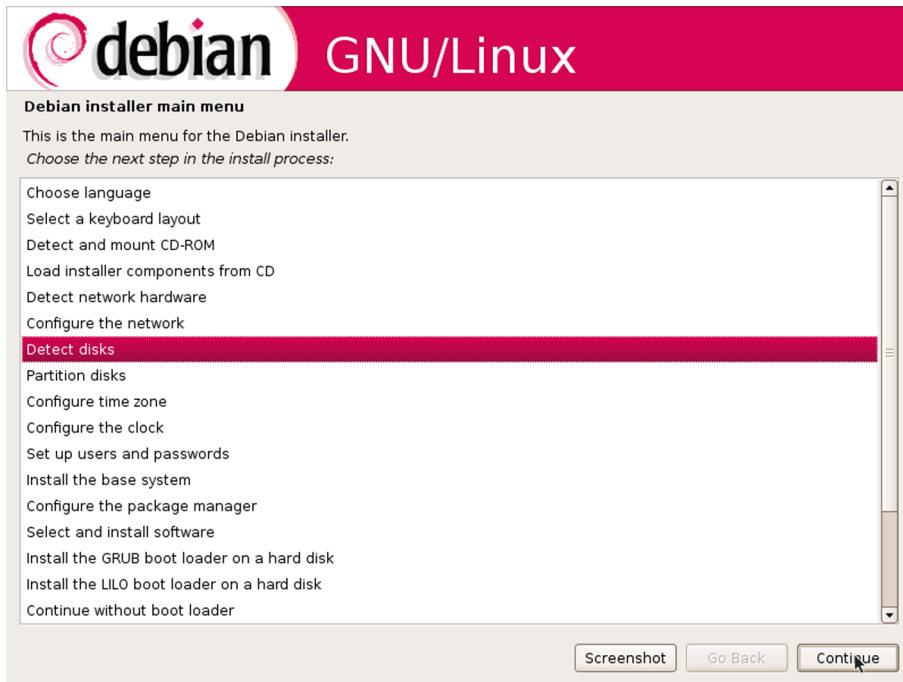 debian GNU/Linux
Debian installer main menu
This is the main menu for the Debian installer.
Choose the next step in the install process:
Choose language
Select a keyboard layout
Detect and mount CD-ROM
Load installer components from CD
Detect network hardware
Configure the network
Detect disks
Partition disks
Configure time zone
Configure the clock
Set up users and passwords
Install the base system
Configure the package manager
Select and install software
Install the GRUB boot loader on a hard disk
Install the LILO boot loader on a hard disk
Continue without boot loader
Screenshot Go Back Continue